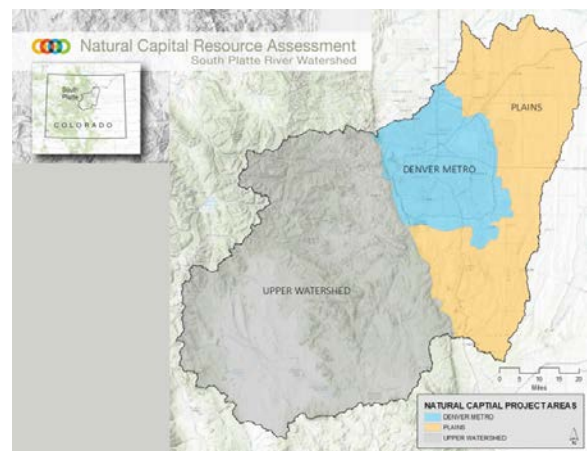 Natural Capital Resource Assessment
South Platte River Watershed
South
Platte
COLORADO
PLAINS
DENVER METRO
UPPER WATERSHED
0 5 10 15 20
Miles
NATURAL CAPTIAL PROJECT AREAS
DENVER METRO
PLAINS
UPPER WATERSHED
N